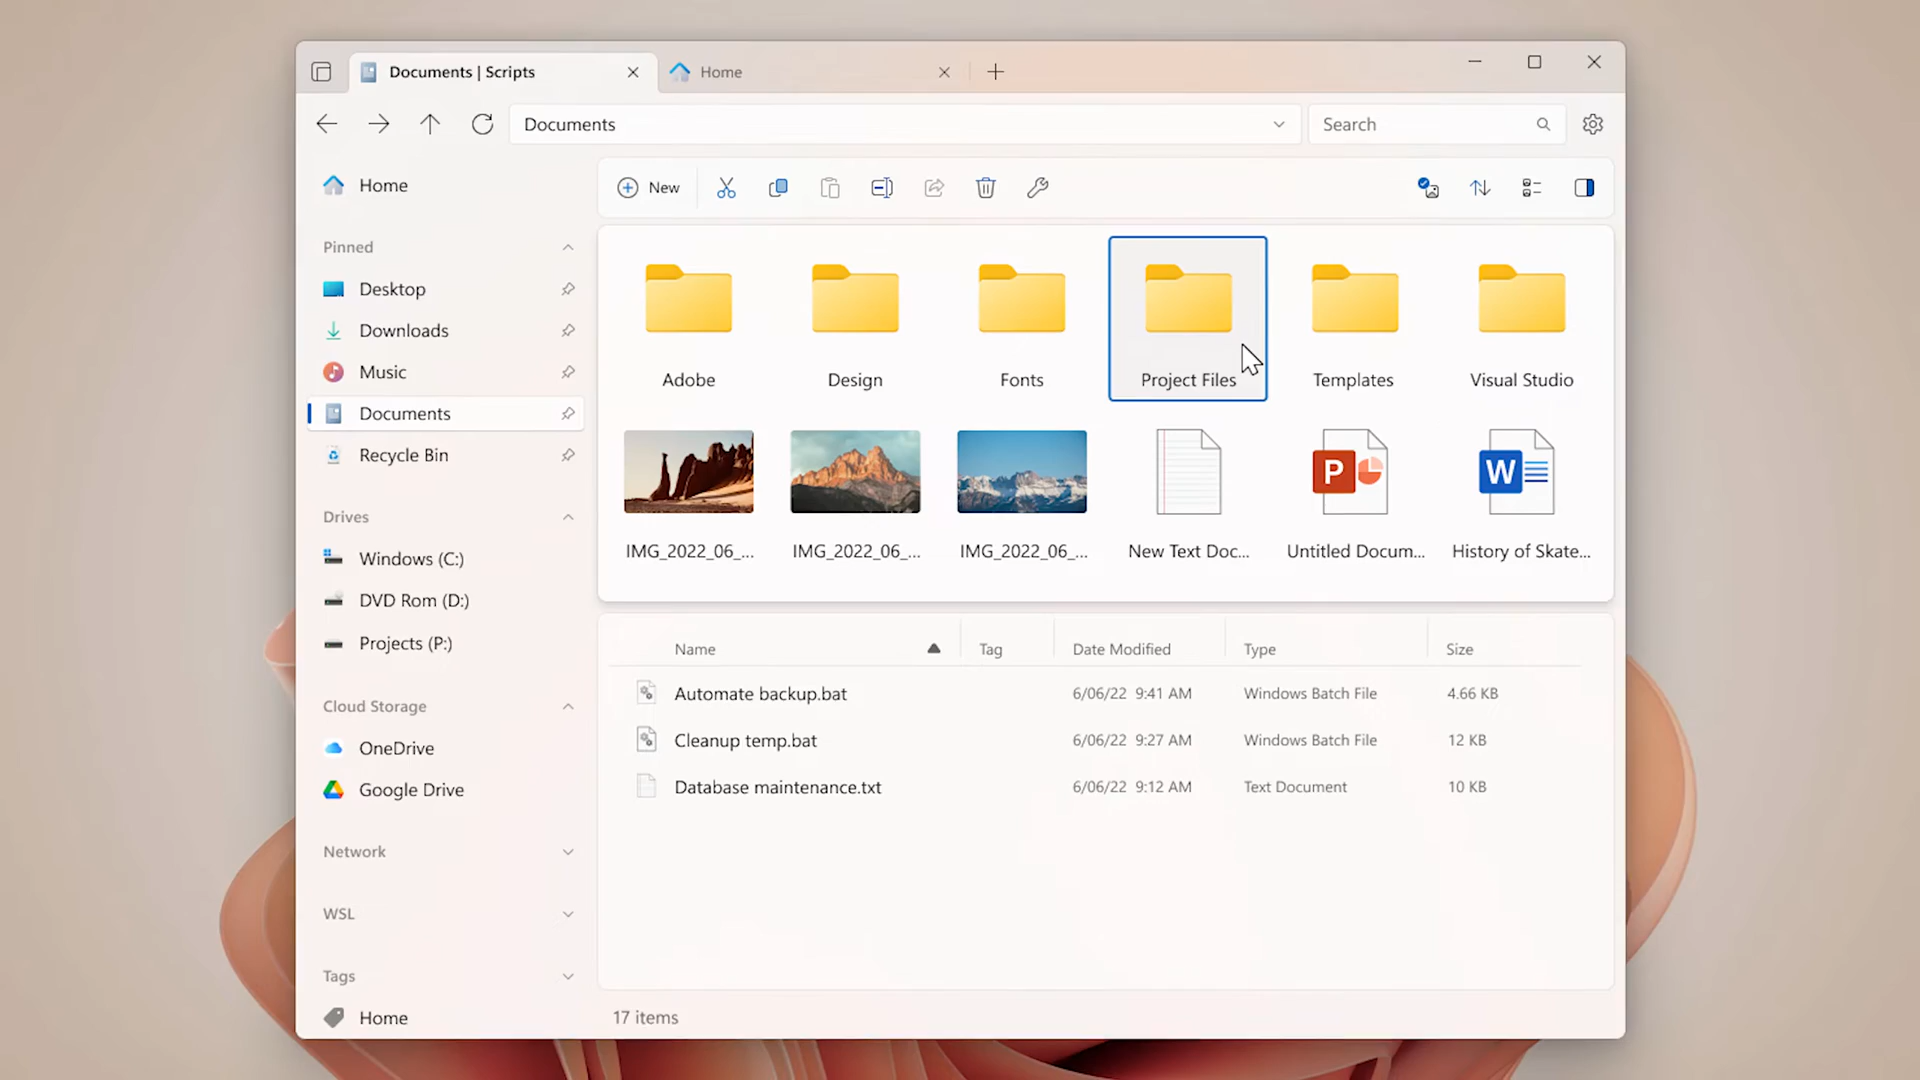 Documents | Scripts
Home
Documents
Search
Home
New
Pinned
Desktop
Downloads
Music
Documents
Recycle Bin
Drives
Windows (C:)
DVD Rom (D:)
Projects (P:)
Cloud Storage
OneDrive
Google Drive
Network
WSL
Tags
Home
Adobe
Design
Fonts
Project Files
Templates
Visual Studio
P
W
IMG_2022_06_...
IMG_2022_06_...
IMG_2022_06_...
New Text Doc...
Untitled Docum...
History of Skate...
Name Tag Date Modified Type Size
Automate backup.bat 6/06/22 9:41 AM Windows Batch File 4.66 KB
Cleanup temp.bat 6/06/22 9:27 AM Windows Batch File 12 KB
Database maintenance.txt 6/06/22 9:12 AM Text Document 10 KB
17 items